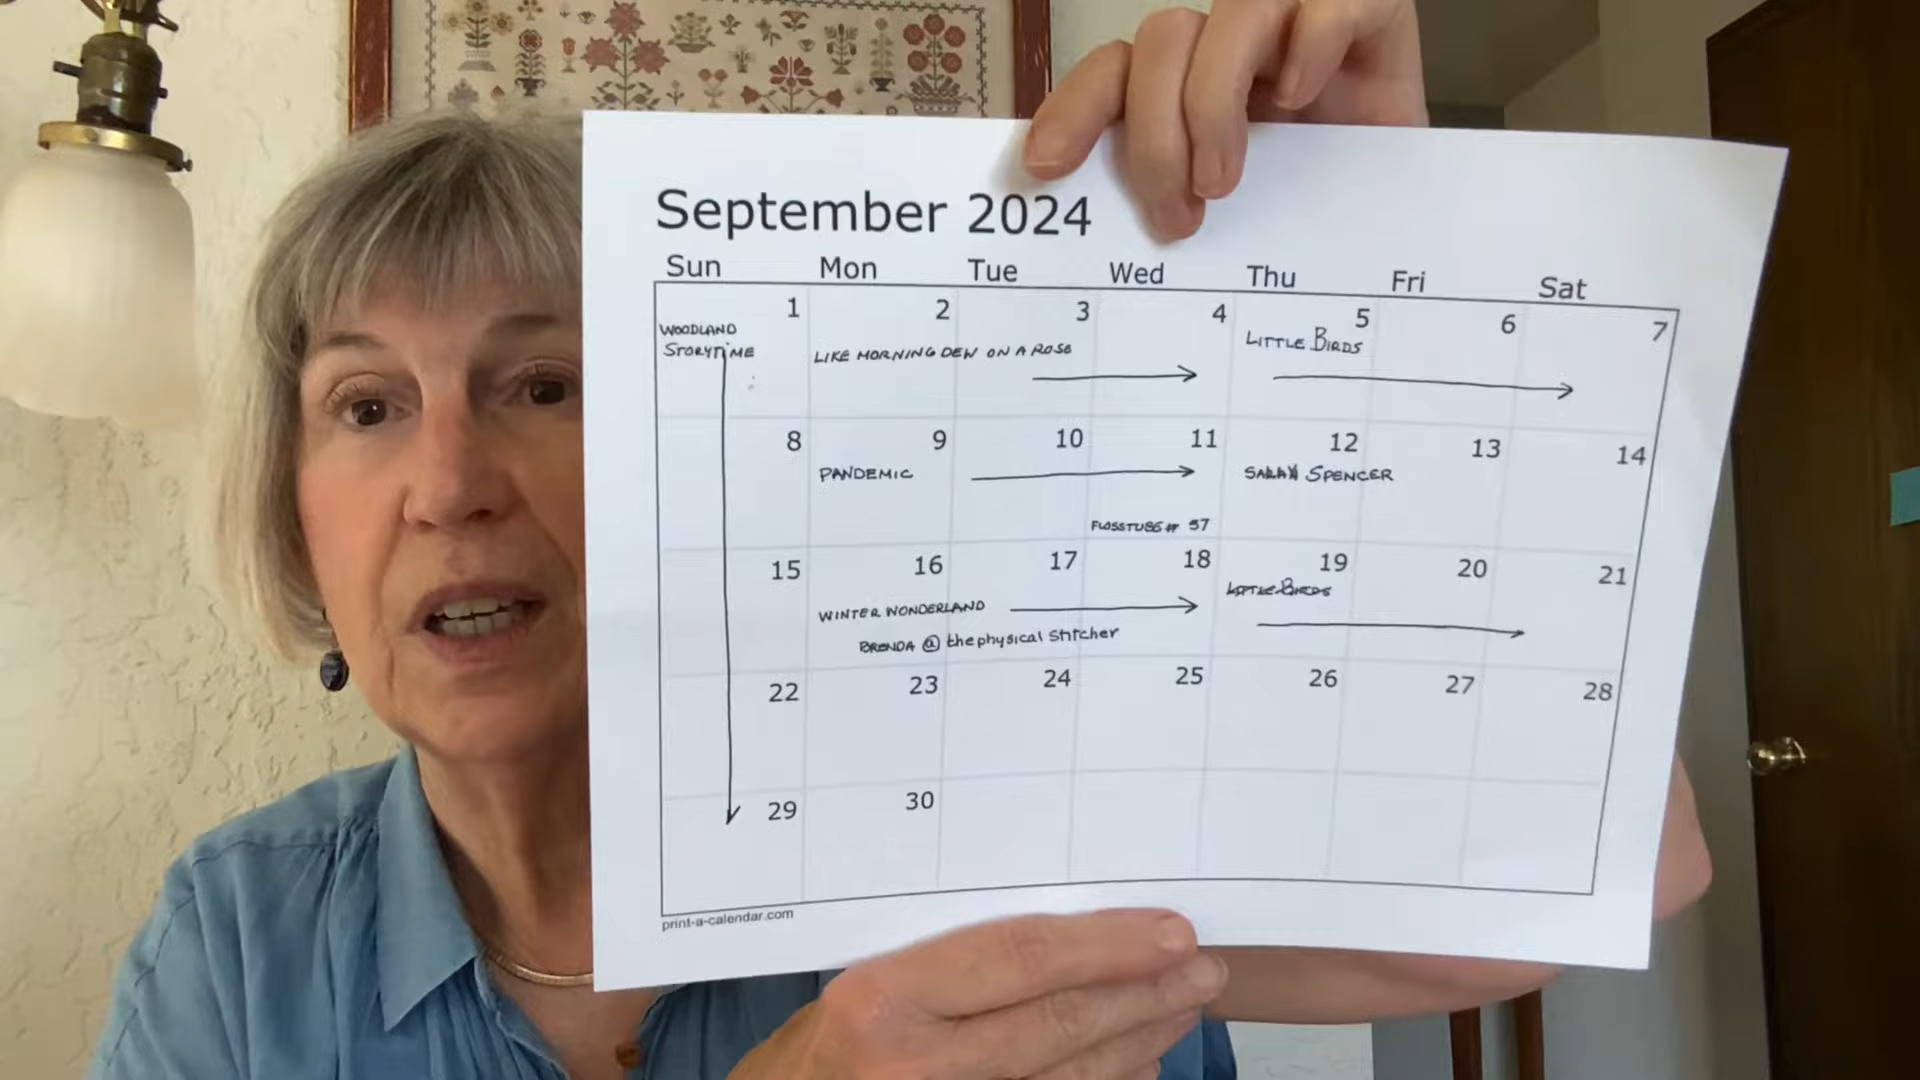 September 2024
Sun Mon Tue Wed Thu Fri Sat
1 2 3 4 5 6 7
WOODLAND
STORYTIME
LIKE MORNING DEW ON A ROSE
LITTLE BIRDS
8 9 10 11 12 13 14
PANDEMIC
SARAH SPENCER
FLOSSTUBE # 57
15 16 17 18 19 20 21
WINTER WONDERLAND
LITTLE BIRDS
BRENDA @ the physical stitcher
22 23 24 25 26 27 28
29 30
print-a-calendar.com